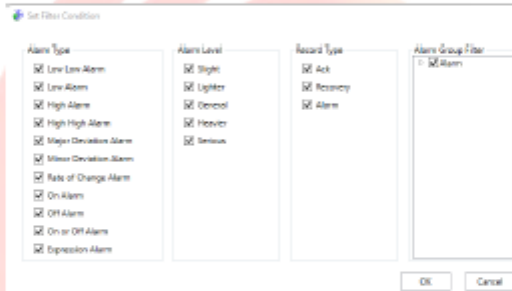 Set Filter Condition
Alarm Type
Low Low Alarm
Low Alarm
High Alarm
High High Alarm
Major Deviation Alarm
Minor Deviation Alarm
Rate of Change Alarm
On Alarm
Off Alarm
On or Off Alarm
Expression Alarm
Alarm Level
Slight
Lighter
General
Heavier
Serious
Record Type
Ack
Recovery
Alarm
Alarm Group Filter
Alarm
OK
Cancel